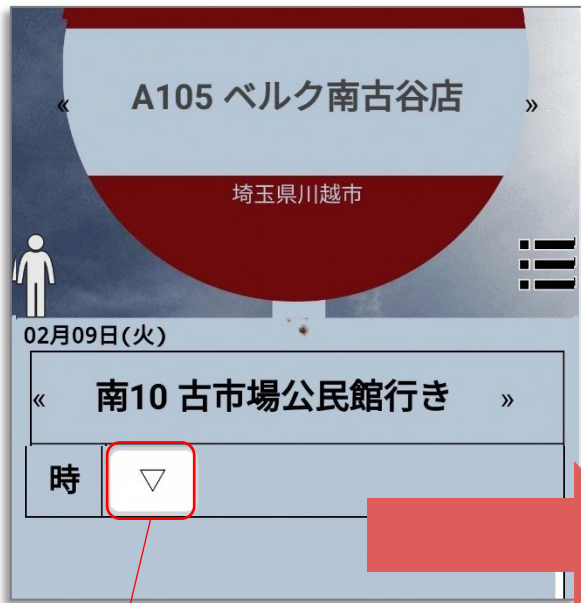 « A105 ベルク南古谷店 »
埼玉県川越市
02月09日(火)
« 南10 古市場公民館行き »
時 ▽